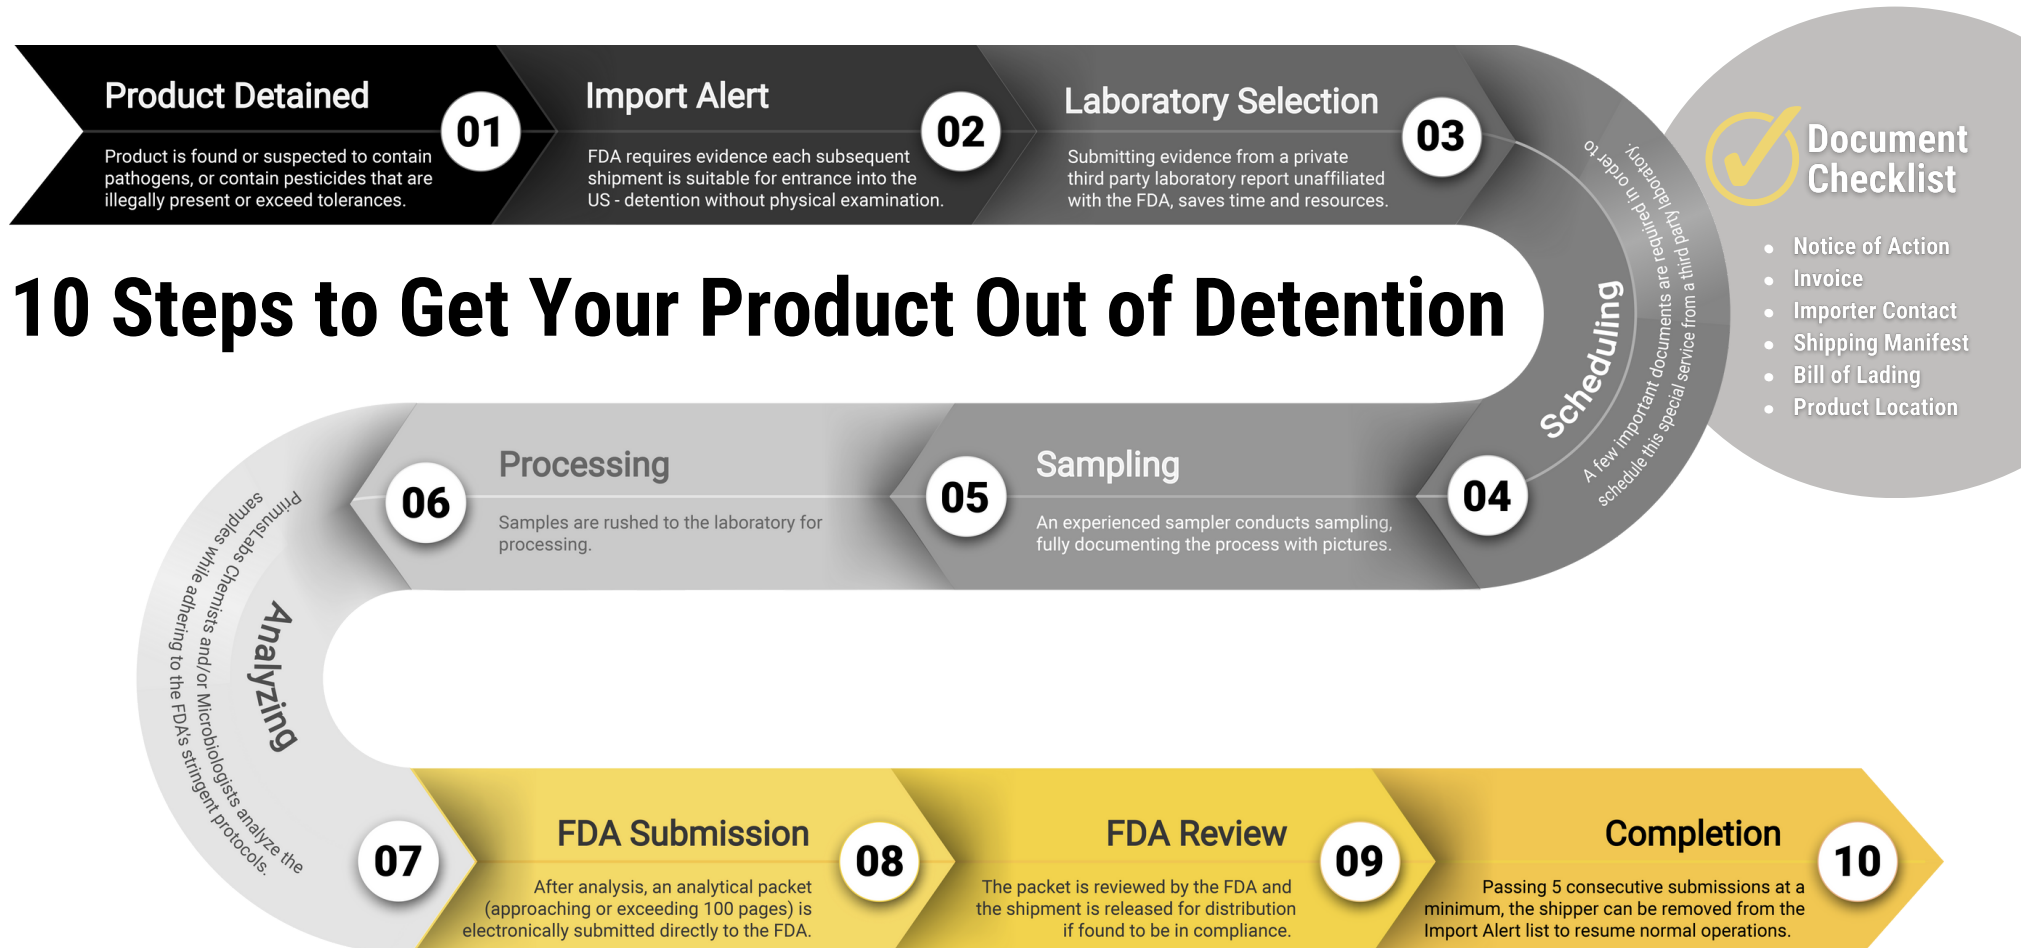 Product Detained
01
Product is found or suspected to contain
pathogens, or contain pesticides that are
illegally present or exceed tolerances.
Import Alert
02
FDA requires evidence each subsequent
shipment is suitable for entrance into the
US - detention without physical examination.
Laboratory Selection
03
Submitting evidence from a private
third party laboratory report unaffiliated
with the FDA, saves time and resources.
10 Steps to Get Your Product Out of Detention
Scheduling
04
A few important documents are required in order to
schedule this special service from a third party laboratory.
Document
Checklist
• Notice of Action
• Invoice
• Importer Contact
• Shipping Manifest
• Bill of Lading
• Product Location
Sampling
05
An experienced sampler conducts sampling,
fully documenting the process with pictures.
Processing
06
Samples are rushed to the laboratory for
processing.
Analyzing
07
PrimusLabs Chemists and/or Microbiologists analyze the
samples while adhering to the FDA's stringent protocols.
FDA Submission
08
After analysis, an analytical packet
(approaching or exceeding 100 pages) is
electronically submitted directly to the FDA.
FDA Review
09
The packet is reviewed by the FDA and
the shipment is released for distribution
if found to be in compliance.
Completion
10
Passing 5 consecutive submissions at a
minimum, the shipper can be removed from the
Import Alert list to resume normal operations.